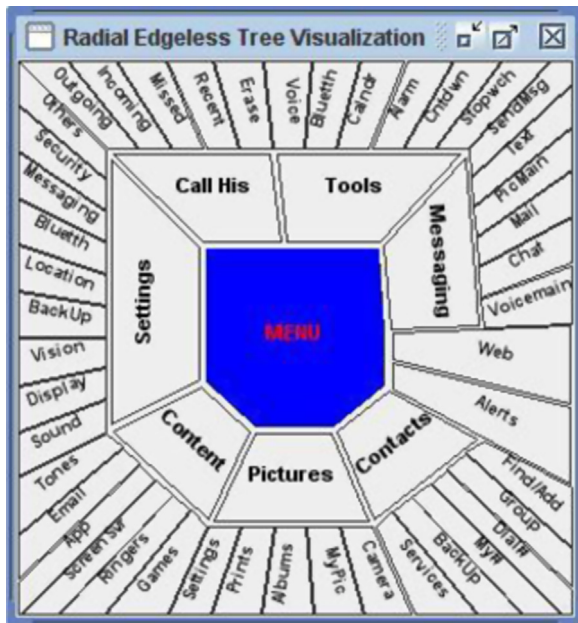 Radial Edgeless Tree Visualization
MENU
Call His
Tools
Messaging
Contacts
Pictures
Content
Settings
Outgoing
Incoming
Missed
Recent
Erase
Voice
Bluetth
Calndr
Alarm
Cntdwn
Stopwch
SendMsg
Text
PicMain
Mail
Chat
Voicemain
Web
Alerts
Find/Add
Group
Dial#
My#
BackUp
Services
Camera
MyPic
Albums
Prints
Settings
Games
Ringers
Screen Svr
App
Email
Tones
Sound
Display
Vision
BackUp
Location
Bluetth
Messaging
Security
Others